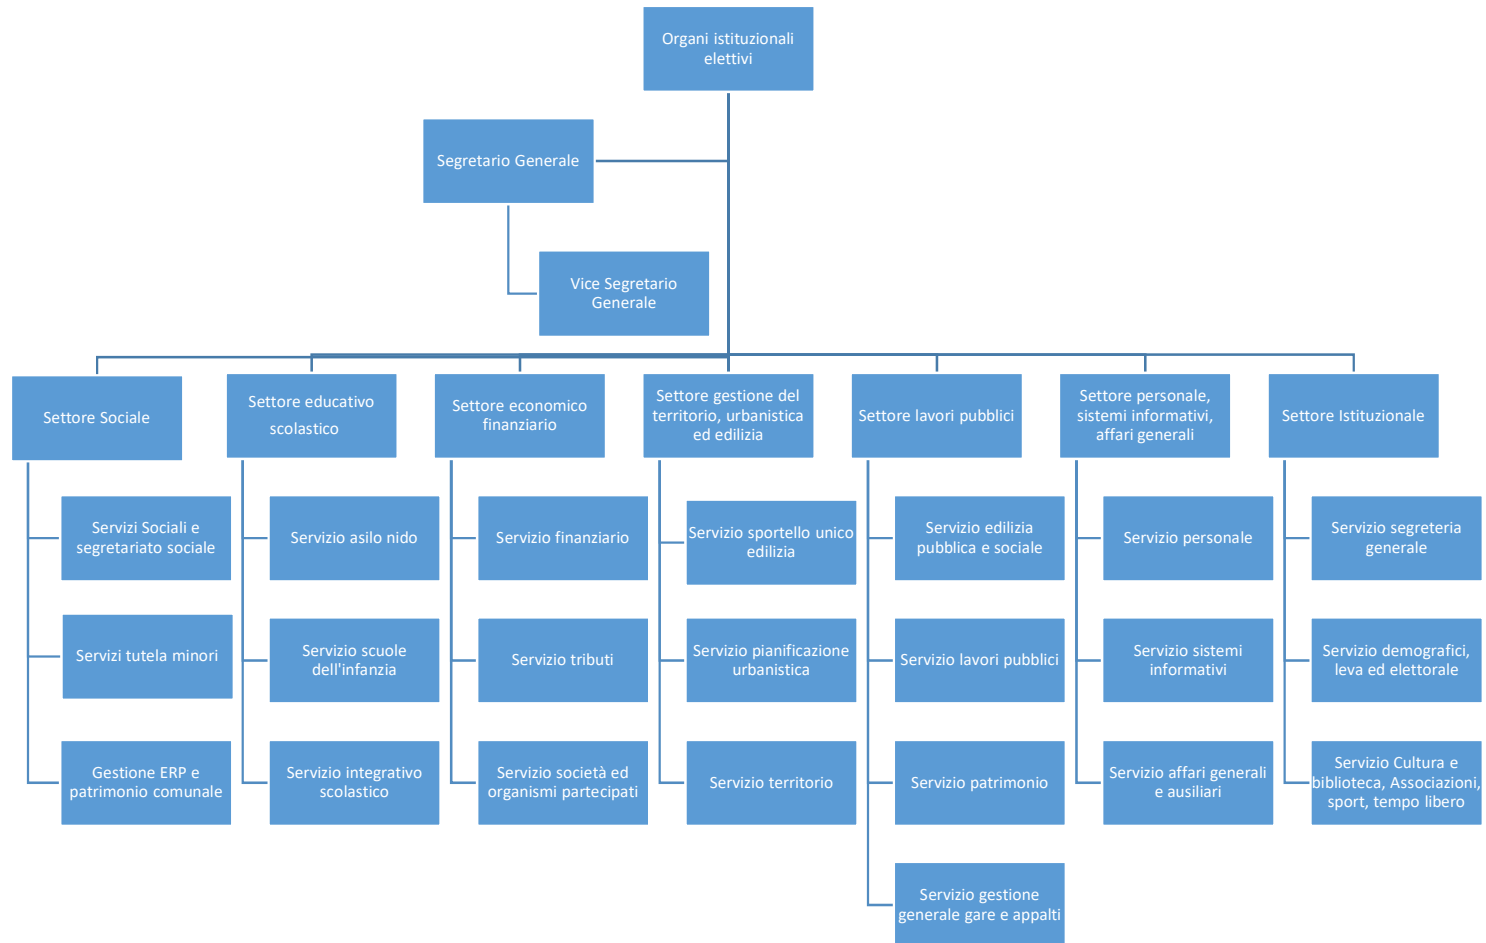 Organi istituzionali
elettivi
Segretario Generale
Vice Segretario
Generale
Settore Sociale
Settore educativo
scolastico
Settore economico
finanziario
Settore gestione del
territorio, urbanistica
ed edilizia
Settore lavori pubblici
Settore personale,
sistemi informativi,
affari generali
Settore Istituzionale
Servizi Sociali e
segretariato sociale
Servizio asilo nido
Servizio finanziario
Servizio sportello unico
edilizia
Servizio edilizia
pubblica e sociale
Servizio personale
Servizio segreteria
generale
Servizi tutela minori
Servizio scuole
dell'infanzia
Servizio tributi
Servizio pianificazione
urbanistica
Servizio lavori pubblici
Servizio sistemi
informativi
Servizio demografici,
leva ed elettorale
Gestione ERP e
patrimonio comunale
Servizio integrativo
scolastico
Servizio società ed
organismi partecipati
Servizio territorio
Servizio patrimonio
Servizio affari generali
e ausiliari
Servizio Cultura e
biblioteca, Associazioni,
sport, tempo libero
Servizio gestione
generale gare e appalti